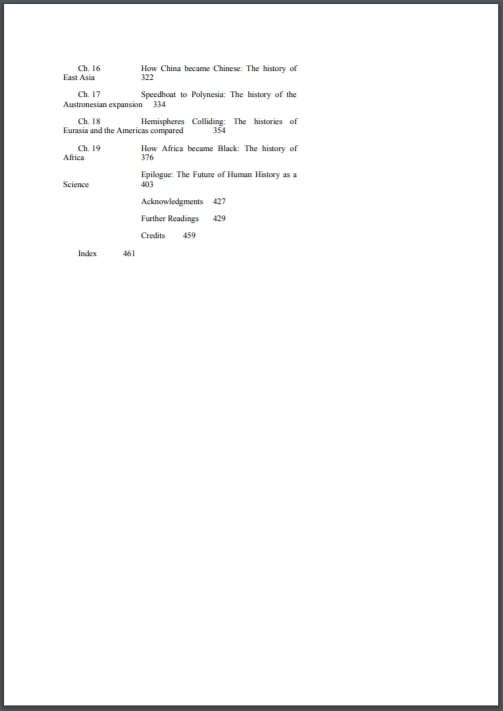 Ch. 16 How China became Chinese: The history of
East Asia 322
Ch. 17 Speedboat to Polynesia: The history of the
Austronesian expansion 334
Ch. 18 Hemispheres Colliding: The histories of
Eurasia and the Americas compared 354
Ch. 19 How Africa became Black: The history of
Africa 376
Epilogue: The Future of Human History as a
Science 403
Acknowledgments 427
Further Readings 429
Credits 459
Index 461